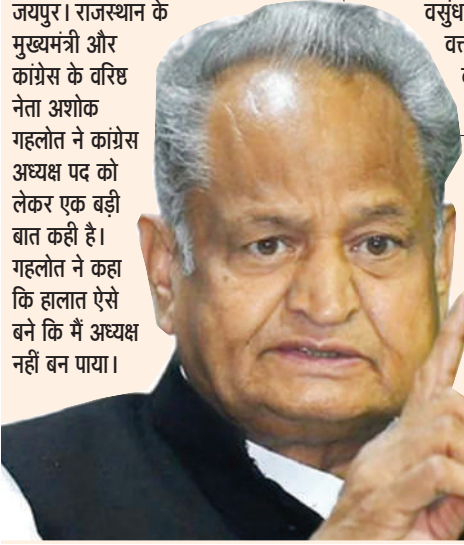 जयपुर। राजस्थान के
मुख्यमंत्री और
कांग्रेस के वरिष्ठ
नेता अशोक
गहलोत ने कांग्रेस
अध्यक्ष पद को
लेकर एक बड़ी
बात कही है।
गहलोत ने कहा
कि हालात ऐसे
बने कि मैं अध्यक्ष
नहीं बन पाया।